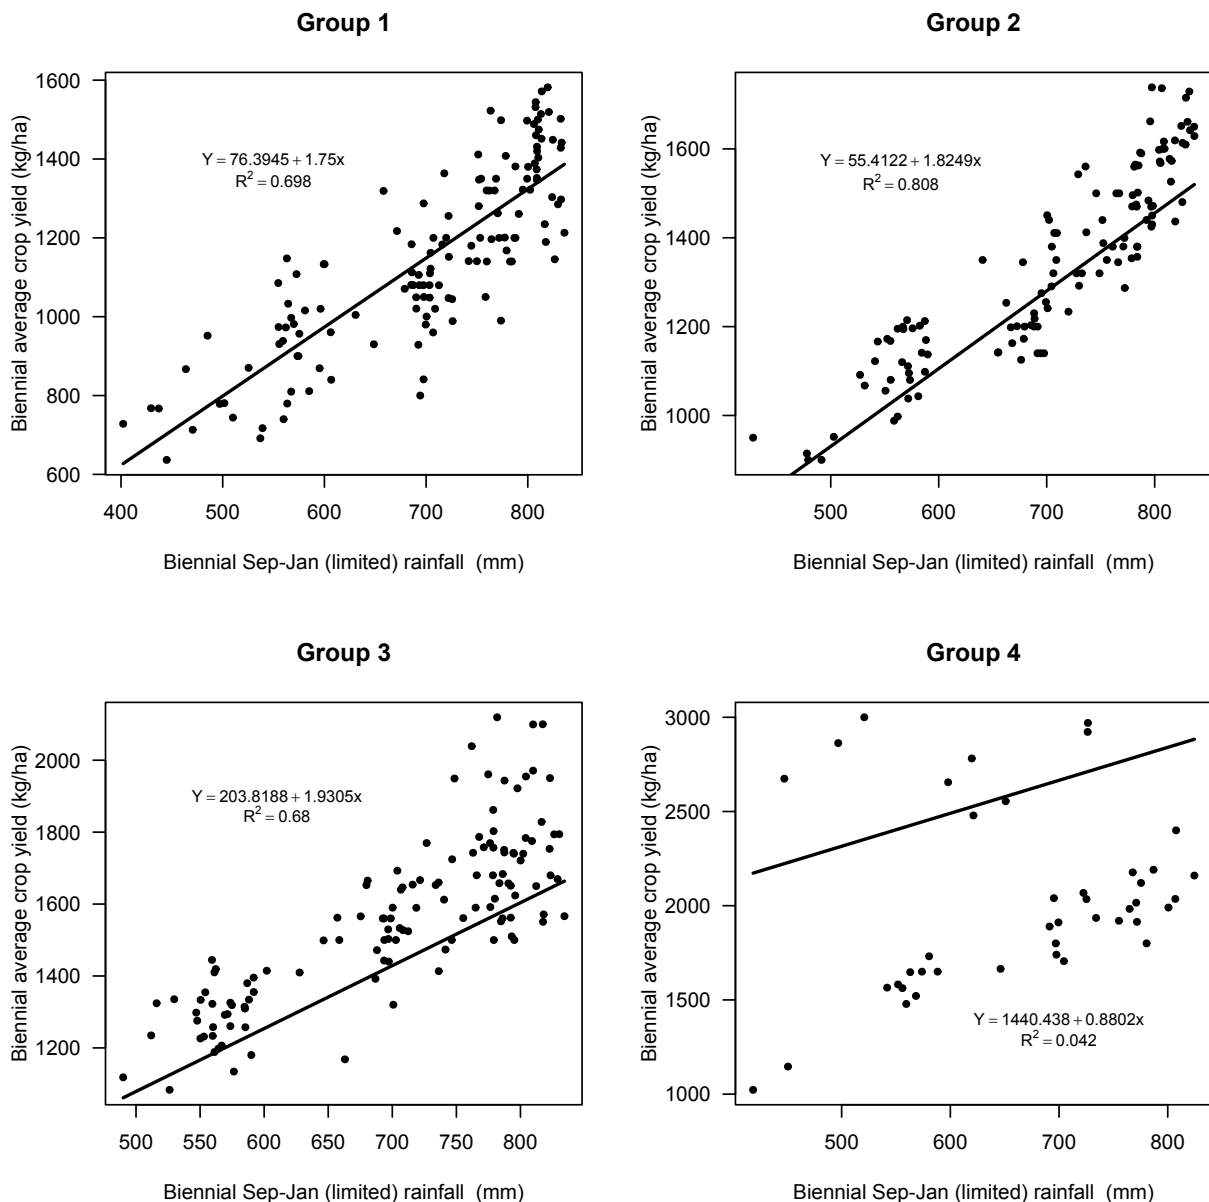 Group 1
Biennial average crop yield (kg/ha)
1600
1400
1200
1000
800
600
Y = 76.3945 + 1.75x
R² = 0.698
400 500 600 700 800
Biennial Sep-Jan (limited) rainfall (mm)
Group 2
Biennial average crop yield (kg/ha)
1600
1400
1200
1000
Y = 55.4122 + 1.8249x
R² = 0.808
500 600 700 800
Biennial Sep-Jan (limited) rainfall (mm)
Group 3
Biennial average crop yield (kg/ha)
2000
1800
1600
1400
1200
Y = 203.8188 + 1.9305x
R² = 0.68
500 550 600 650 700 750 800
Biennial Sep-Jan (limited) rainfall (mm)
Group 4
Biennial average crop yield (kg/ha)
3000
2500
2000
1500
1000
Y = 1440.438 + 0.8802x
R² = 0.042
500 600 700 800
Biennial Sep-Jan (limited) rainfall (mm)